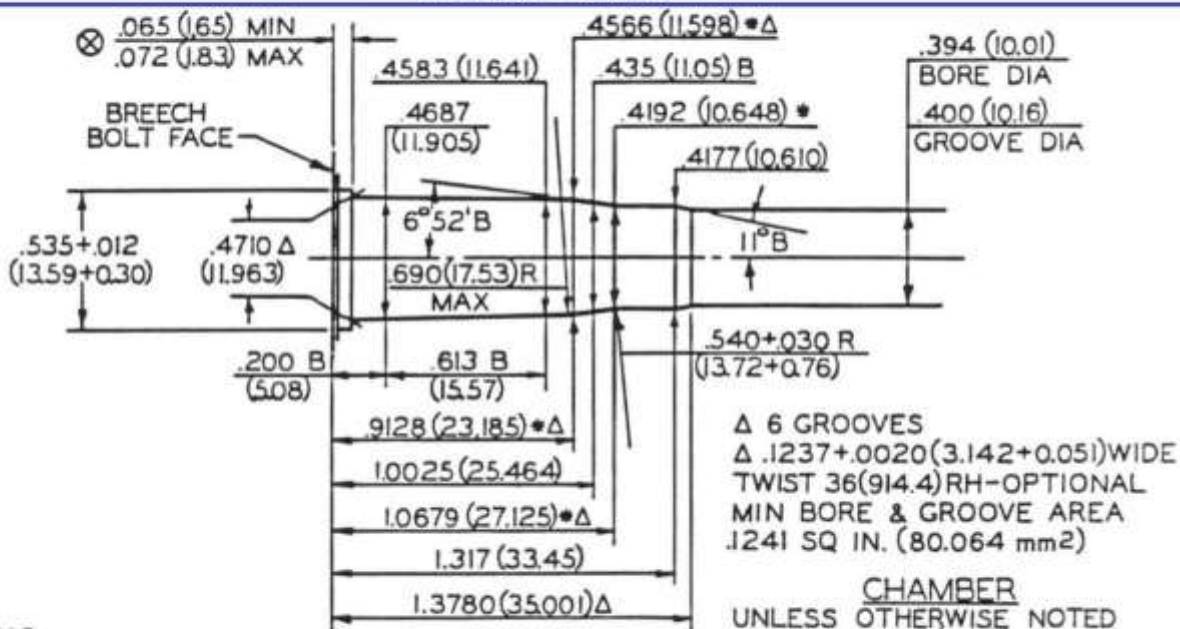 ⊗ .065 (1,65) MIN
.072 (1.83) MAX
.4566 (11.598) *Δ
.4583 (11.641)
.435 (11.05) B
.394 (10.01)
BORE DIA
BREECH
BOLT FACE
.4687
(11.905)
.4192 (10.648) *
.400 (10.16)
GROOVE DIA
.4177 (10.610)
6°52'B
11°B
.535+.012
(13.59+0.30)
.4710 Δ
(11.963)
.690 (17.53) R
MAX
.540+.030 R
(13.72+0.76)
.200 B
(5.08)
.613 B
(15.57)
.9128 (23.185) *Δ
1.0025 (25.464)
1.0679 (27.125) *Δ
1.317 (33.45)
1.3780 (35.001) Δ
Δ 6 GROOVES
Δ .1237+.0020 (3.142+0.051) WIDE
TWIST 36 (914.4) RH-OPTIONAL
MIN BORE & GROOVE AREA
.1241 SQ IN. (80.064 mm2)
CHAMBER
UNLESS OTHERWISE NOTED